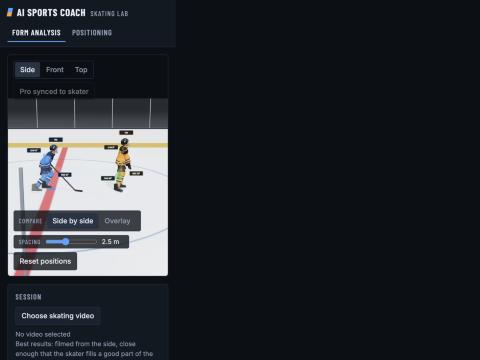 AI SPORTS COACH SKATING LAB
FORM ANALYSIS POSITIONING
Side Front Top
Pro synced to skater
COMPARE Side by side Overlay
SPACING 2.5 m
Reset positions
SESSION
Choose skating video
No video selected
Best results: filmed from the side, close
enough that the skater fills a good part of the